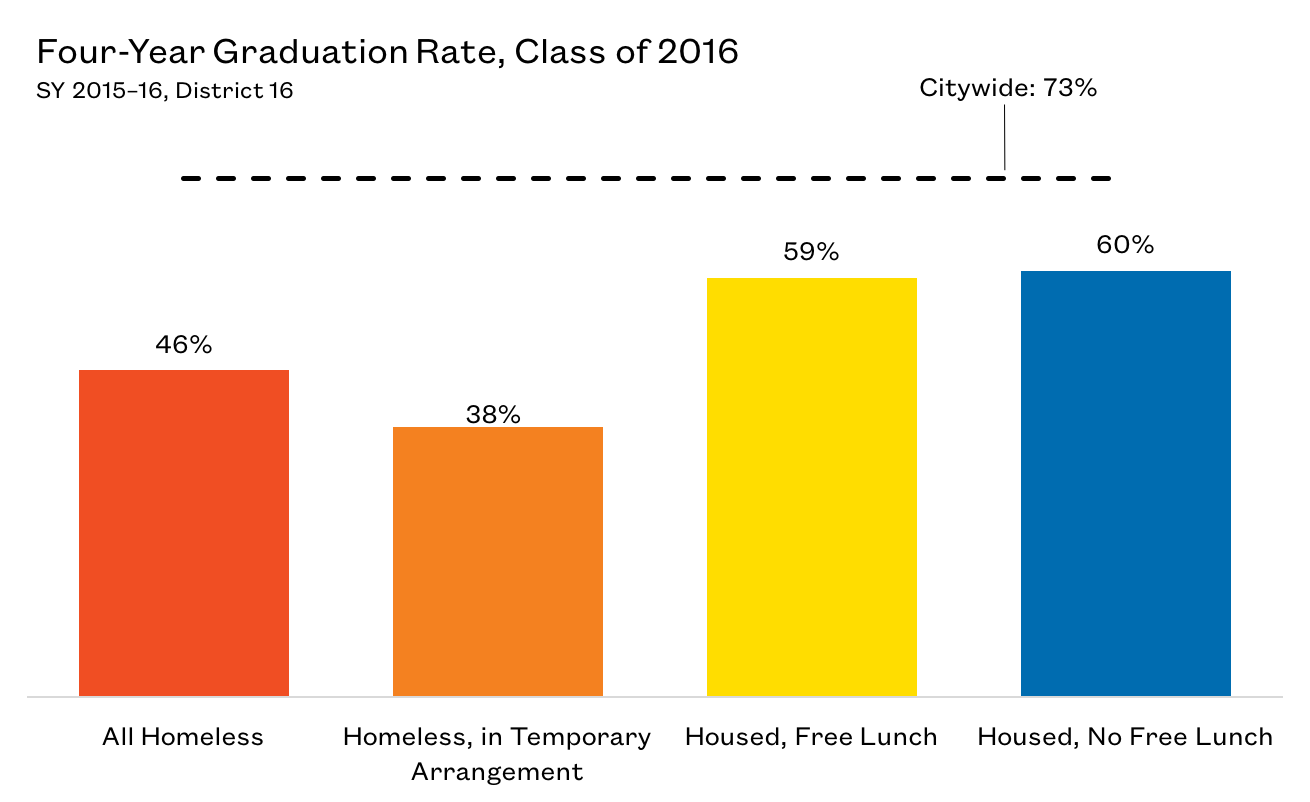 Four-Year Graduation Rate, Class of 2016
SY 2015–16, District 16
Citywide: 73%
46%
38%
59%
60%
All Homeless
Homeless, in Temporary
Arrangement
Housed, Free Lunch
Housed, No Free Lunch